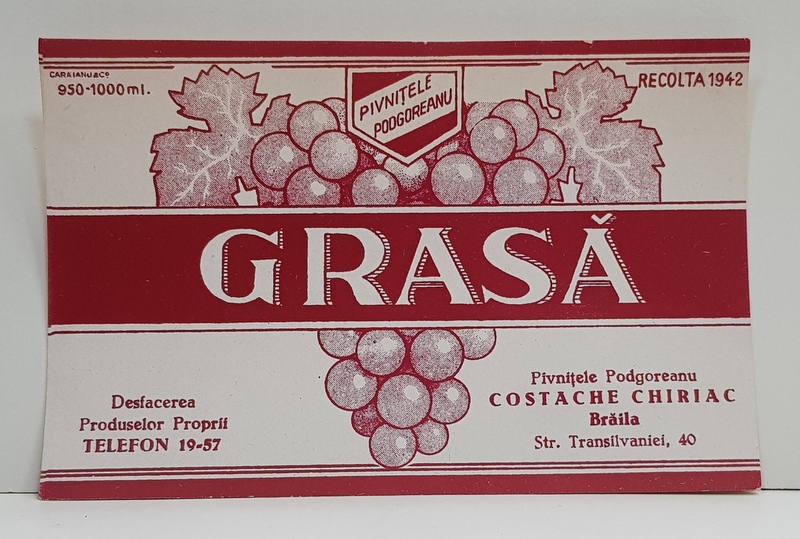 CARAIANU & Cº
950-1000 ml.
PIVNIȚELE
PODGOREANU
RECOLTA 1942
GRASĂ
Desfacerea
Produselor Proprii
TELEFON 19-57
Pivnițele Podgoreanu
COSTACHE CHIRIAC
Brăila
Str. Transilvaniei, 40